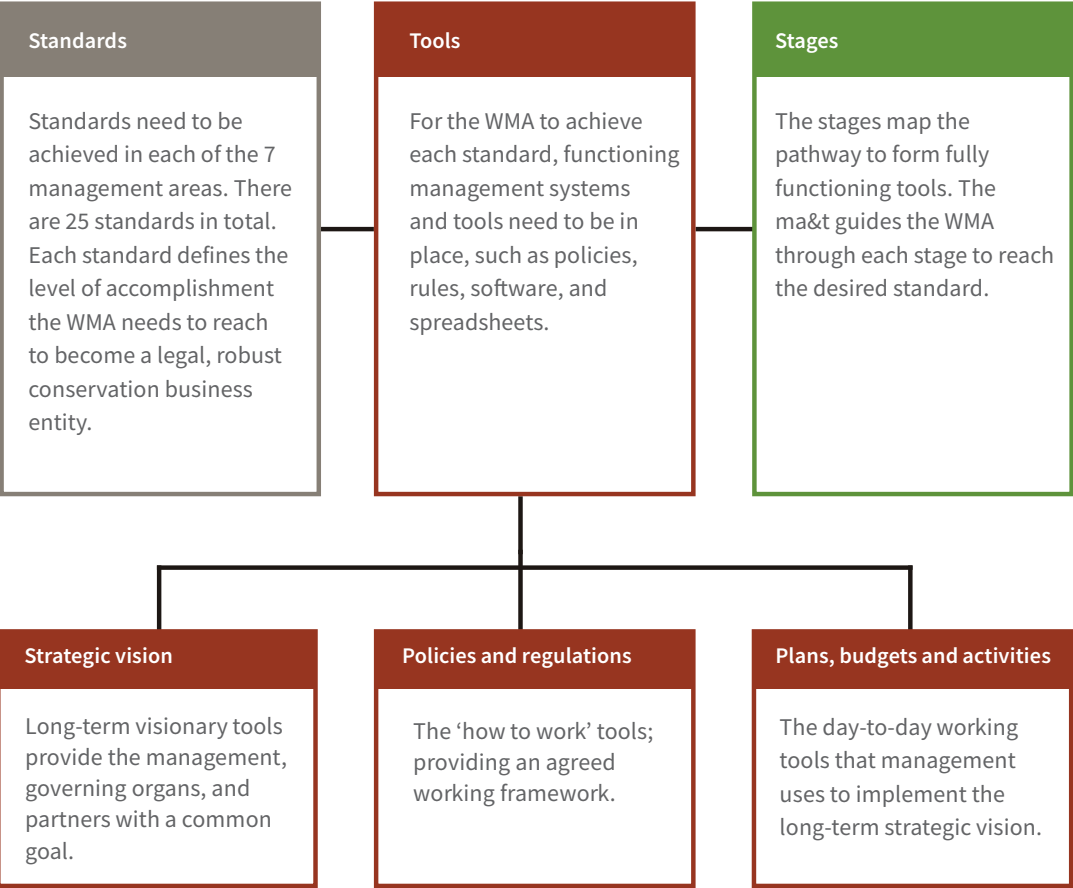 Standards
Standards need to be
achieved in each of the 7
management areas. There
are 25 standards in total.
Each standard defines the
level of accomplishment
the WMA needs to reach
to become a legal, robust
conservation business
entity.
Tools
For the WMA to achieve
each standard, functioning
management systems
and tools need to be in
place, such as policies,
rules, software, and
spreadsheets.
Stages
The stages map the
pathway to form fully
functioning tools. The
ma&t guides the WMA
through each stage to reach
the desired standard.
Strategic vision
Long-term visionary tools
provide the management,
governing organs, and
partners with a common
goal.
Policies and regulations
The ‘how to work’ tools;
providing an agreed
working framework.
Plans, budgets and activities
The day-to-day working
tools that management
uses to implement the
long-term strategic vision.